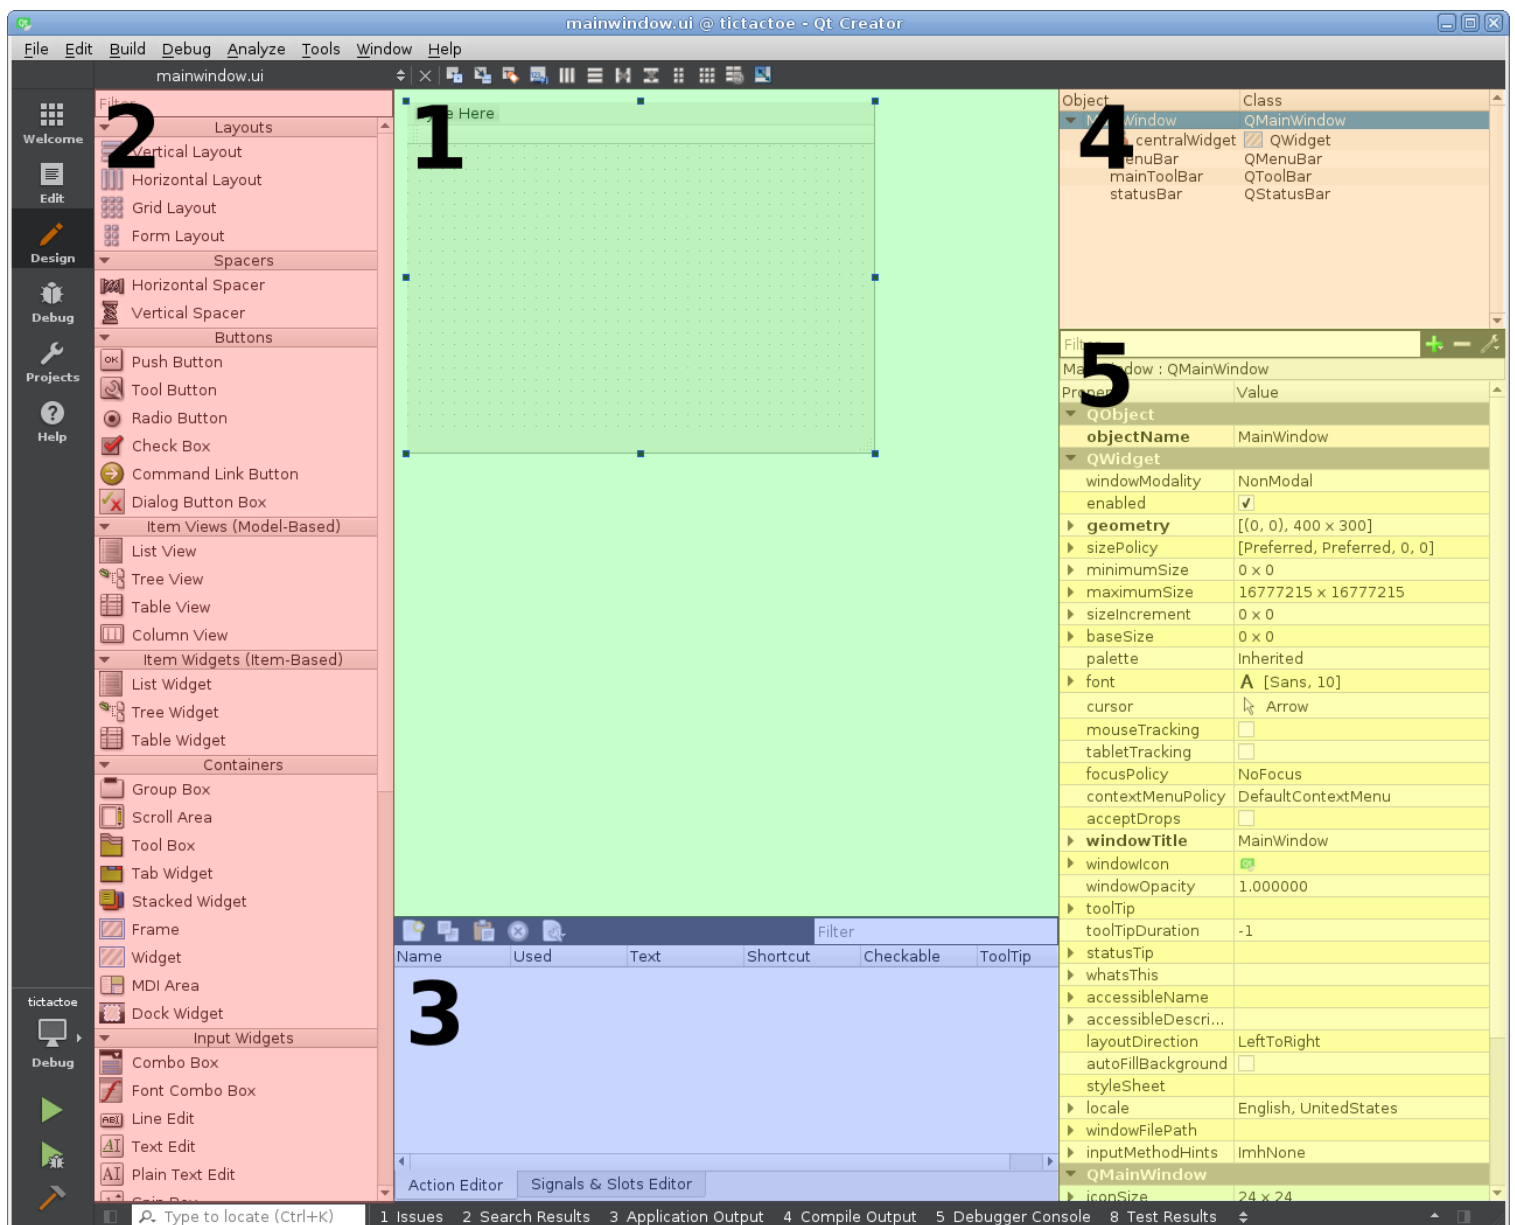 mainwindow.ui @ tictactoe - Qt Creator
File Edit Build Debug Analyze Tools Window Help
mainwindow.ui
Welcome
Edit
Design
Debug
Projects
Help
tictactoe
Debug
2
Layouts
Vertical Layout
Horizontal Layout
Grid Layout
Form Layout
Spacers
Horizontal Spacer
Vertical Spacer
Buttons
OK Push Button
Tool Button
Radio Button
Check Box
Command Link Button
Dialog Button Box
Item Views (Model-Based)
List View
Tree View
Table View
Column View
Item Widgets (Item-Based)
List Widget
Tree Widget
Table Widget
Containers
Group Box
Scroll Area
Tool Box
Tab Widget
Stacked Widget
Frame
Widget
MDI Area
Dock Widget
Input Widgets
Combo Box
Font Combo Box
Line Edit
AI Text Edit
AI Plain Text Edit
1
Here
Filter
Name Used Text Shortcut Checkable ToolTip
3
Action Editor Signals & Slots Editor
Object Class
4
QMainWindow
centralWidget QWidget
QMenuBar
mainToolBar QToolBar
statusBar QStatusBar
5
: QMainWindow
Value
QObject
objectName MainWindow
QWidget
windowModality NonModal
enabled
geometry [(0, 0), 400 x 300]
sizePolicy [Preferred, Preferred, 0, 0]
minimumSize 0 x 0
maximumSize 16777215 x 16777215
sizeIncrement 0 x 0
baseSize 0 x 0
palette Inherited
font A [Sans, 10]
cursor Arrow
mouseTracking
tabletTracking
focusPolicy NoFocus
contextMenuPolicy DefaultContextMenu
acceptDrops
windowTitle MainWindow
windowIcon
windowOpacity 1.000000
toolTip
toolTipDuration -1
statusTip
whatsThis
accessibleName
accessibleDescri...
layoutDirection LeftToRight
autoFillBackground
styleSheet
locale English, UnitedStates
windowFilePath
inputMethodHints ImhNone
QMainWindow
iconSize 24 x 24
Type to locate (Ctrl+K) 1 Issues 2 Search Results 3 Application Output 4 Compile Output 5 Debugger Console 8 Test Results